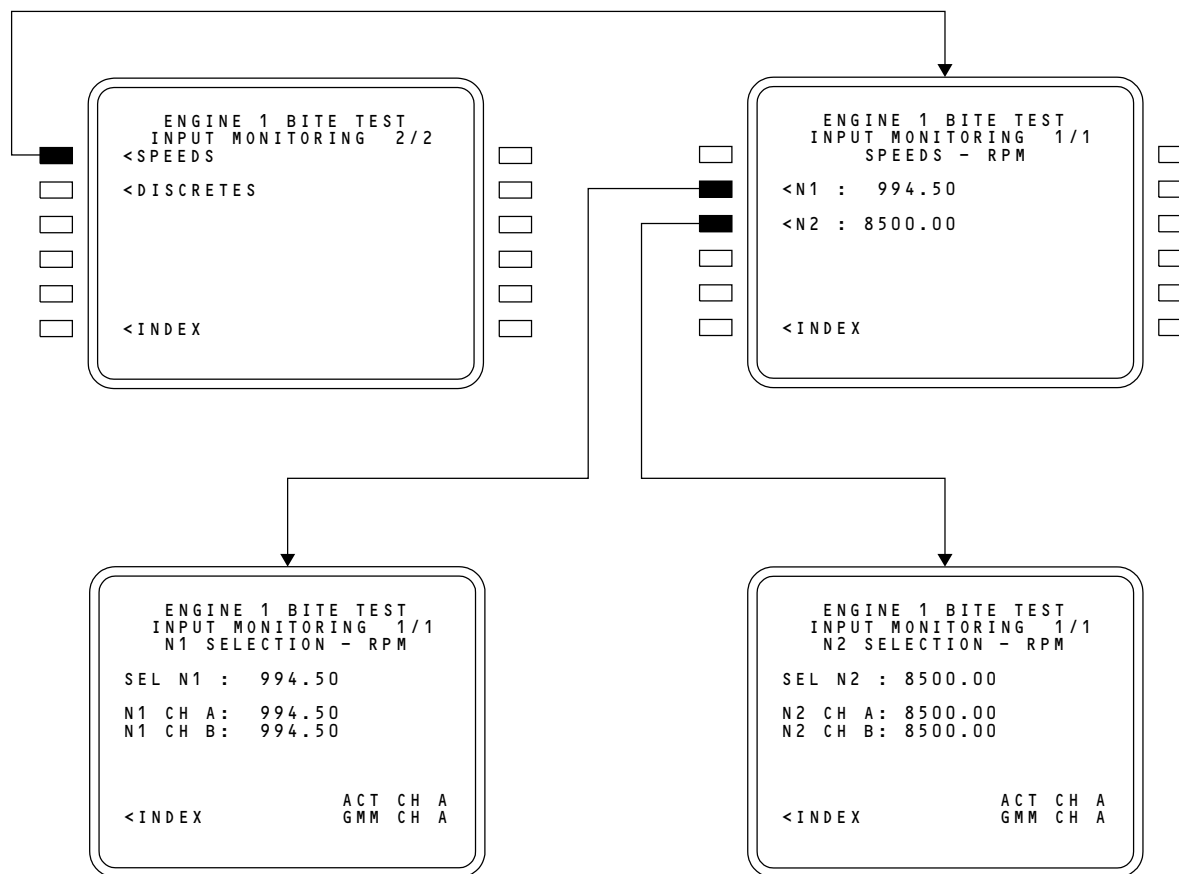 ENGINE 1 BITE TEST
INPUT MONITORING 2/2
<SPEEDS
<DISCRETES
<INDEX
ENGINE 1 BITE TEST
INPUT MONITORING 1/1
SPEEDS - RPM
<N1 : 994.50
<N2 : 8500.00
<INDEX
ENGINE 1 BITE TEST
INPUT MONITORING 1/1
N1 SELECTION - RPM
SEL N1 : 994.50
N1 CH A: 994.50
N1 CH B: 994.50
ACT CH A
<INDEX GMM CH A
ENGINE 1 BITE TEST
INPUT MONITORING 1/1
N2 SELECTION - RPM
SEL N2 : 8500.00
N2 CH A: 8500.00
N2 CH B: 8500.00
ACT CH A
<INDEX GMM CH A